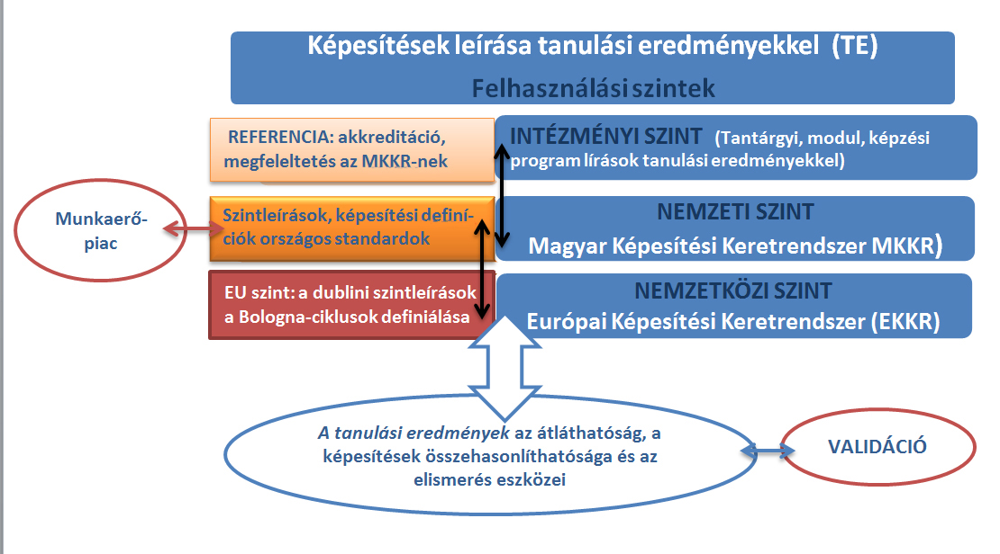 Képesítések leírása tanulási eredményekkel (TE)
Felhasználási szintek
REFERENCIA: akkreditáció,
megfeleltetés az MKKR-nek
INTÉZMÉNYI SZINT (Tantárgyi, modul, képzési
program lírások tanulási eredményekkel)
Munkaerő-
piac
Szintleírások, képesítési definí-
ciók országos standardok
NEMZETI SZINT
Magyar Képesítési Keretrendszer MKKR)
EU szint: a dublini szintleírások
a Bologna-ciklusok definiálása
NEMZETKÖZI SZINT
Európai Képesítési Keretrendszer (EKKR)
A tanulási eredmények az átláthatóság, a
képesítések összehasonlíthatósága és az
elismerés eszközei
VALIDÁCIÓ